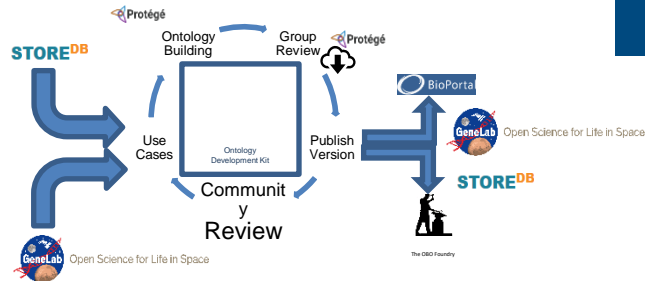 Protégé
Ontology
Building
Group
Review
Protégé
STORE DB
BioPortal
GeneLab
Open Science for Life in Space
Use
Cases
Ontology
Development Kit
Publish
Version
STORE DB
Communit
y
Review
The OBO Foundry
GeneLab
Open Science for Life in Space